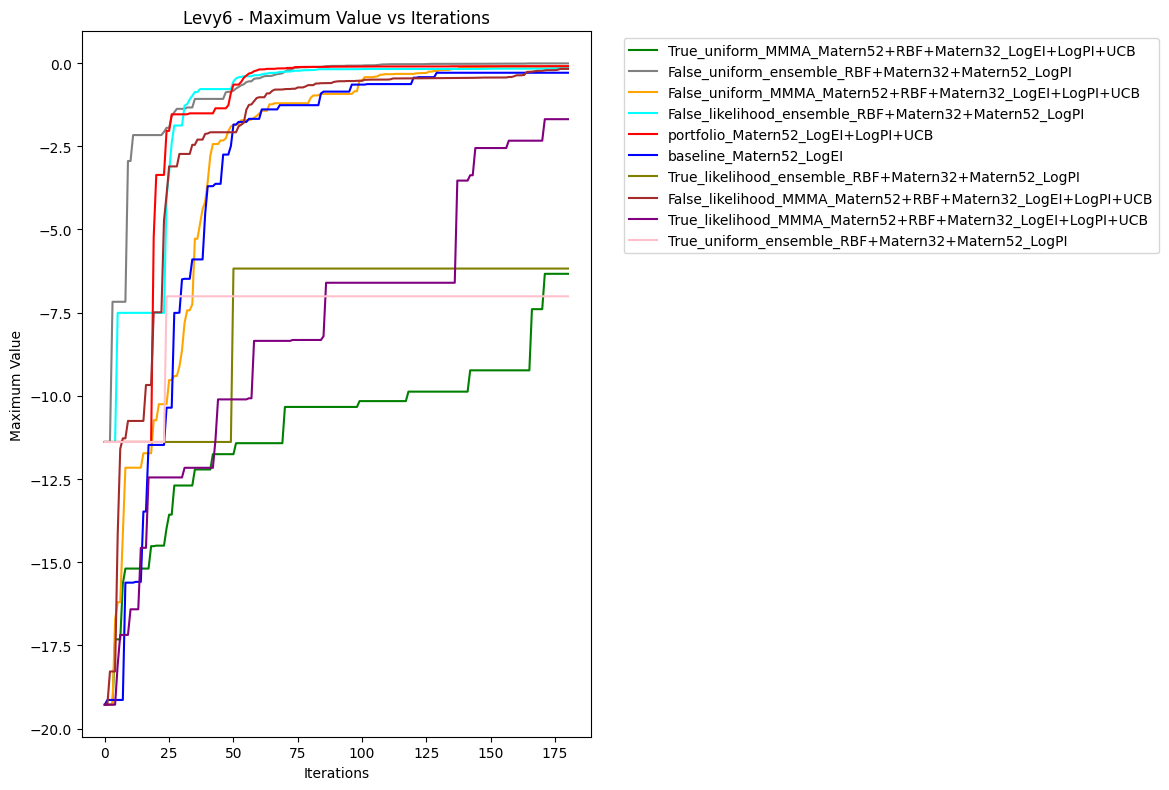 Levy6 - Maximum Value vs Iterations
Maximum Value
0.0
−2.5
−5.0
−7.5
−10.0
−12.5
−15.0
−17.5
−20.0
0
25
50
75
100
125
150
175
Iterations
True_uniform_MMMA_Matern52+RBF+Matern32_LogEI+LogPI+UCB
False_uniform_ensemble_RBF+Matern32+Matern52_LogPI
False_uniform_MMMA_Matern52+RBF+Matern32_LogEI+LogPI+UCB
False_likelihood_ensemble_RBF+Matern32+Matern52_LogPI
portfolio_Matern52_LogEI+LogPI+UCB
baseline_Matern52_LogEI
True_likelihood_ensemble_RBF+Matern32+Matern52_LogPI
False_likelihood_MMMA_Matern52+RBF+Matern32_LogEI+LogPI+UCB
True_likelihood_MMMA_Matern52+RBF+Matern32_LogEI+LogPI+UCB
True_uniform_ensemble_RBF+Matern32+Matern52_LogPI